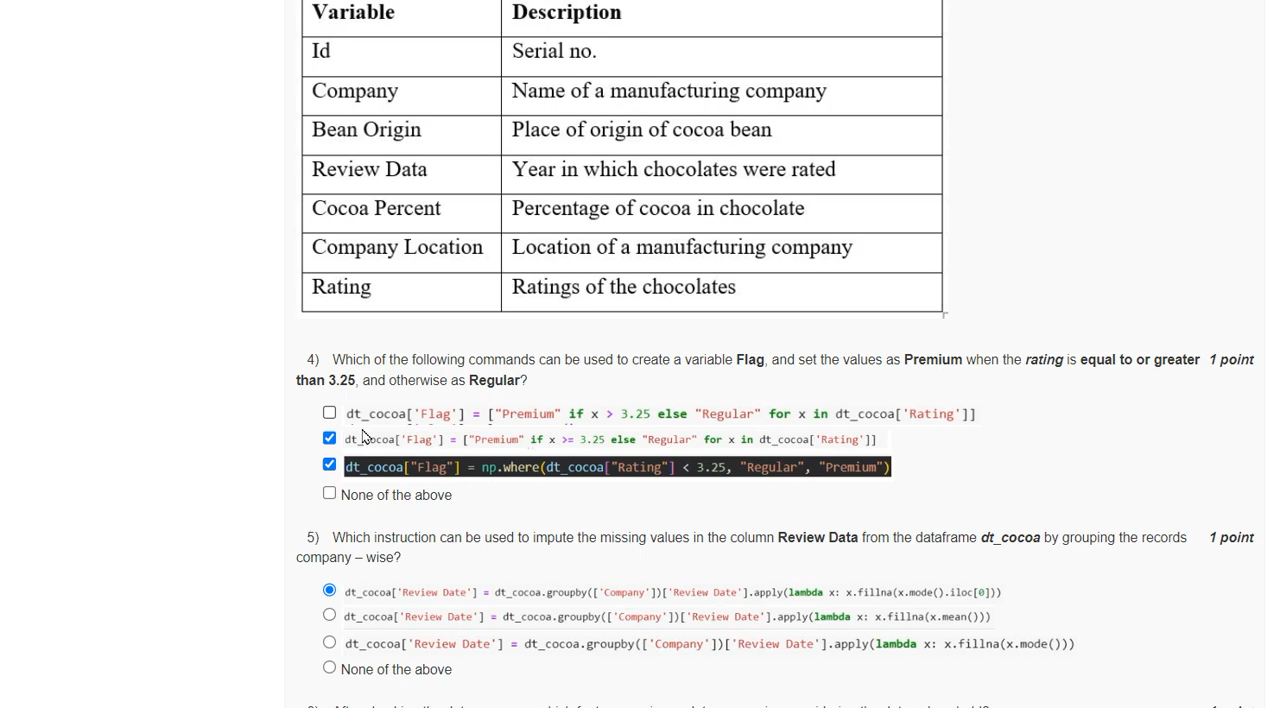 Variable Description
Id Serial no.
Company Name of a manufacturing company
Bean Origin Place of origin of cocoa bean
Review Data Year in which chocolates were rated
Cocoa Percent Percentage of cocoa in chocolate
Company Location Location of a manufacturing company
Rating Ratings of the chocolates
4) Which of the following commands can be used to create a variable Flag, and set the values as Premium when the rating is equal to or greater 1 point
than 3.25, and otherwise as Regular?
dt_cocoa['Flag'] = ["Premium" if x > 3.25 else "Regular" for x in dt_cocoa['Rating']]
dt_cocoa['Flag'] = ["Premium" if x >= 3.25 else "Regular" for x in dt_cocoa['Rating']]
dt_cocoa["Flag"] = np.where(dt_cocoa["Rating"] < 3.25, "Regular", "Premium")
None of the above
5) Which instruction can be used to impute the missing values in the column Review Data from the dataframe dt_cocoa by grouping the records 1 point
company – wise?
dt_cocoa['Review Date'] = dt_cocoa.groupby(['Company'])['Review Date'].apply(lambda x: x.fillna(x.mode().iloc[0]))
dt_cocoa['Review Date'] = dt_cocoa.groupby(['Company'])['Review Date'].apply(lambda x: x.fillna(x.mean()))
dt_cocoa['Review Date'] = dt_cocoa.groupby(['Company'])['Review Date'].apply(lambda x: x.fillna(x.mode()))
None of the above